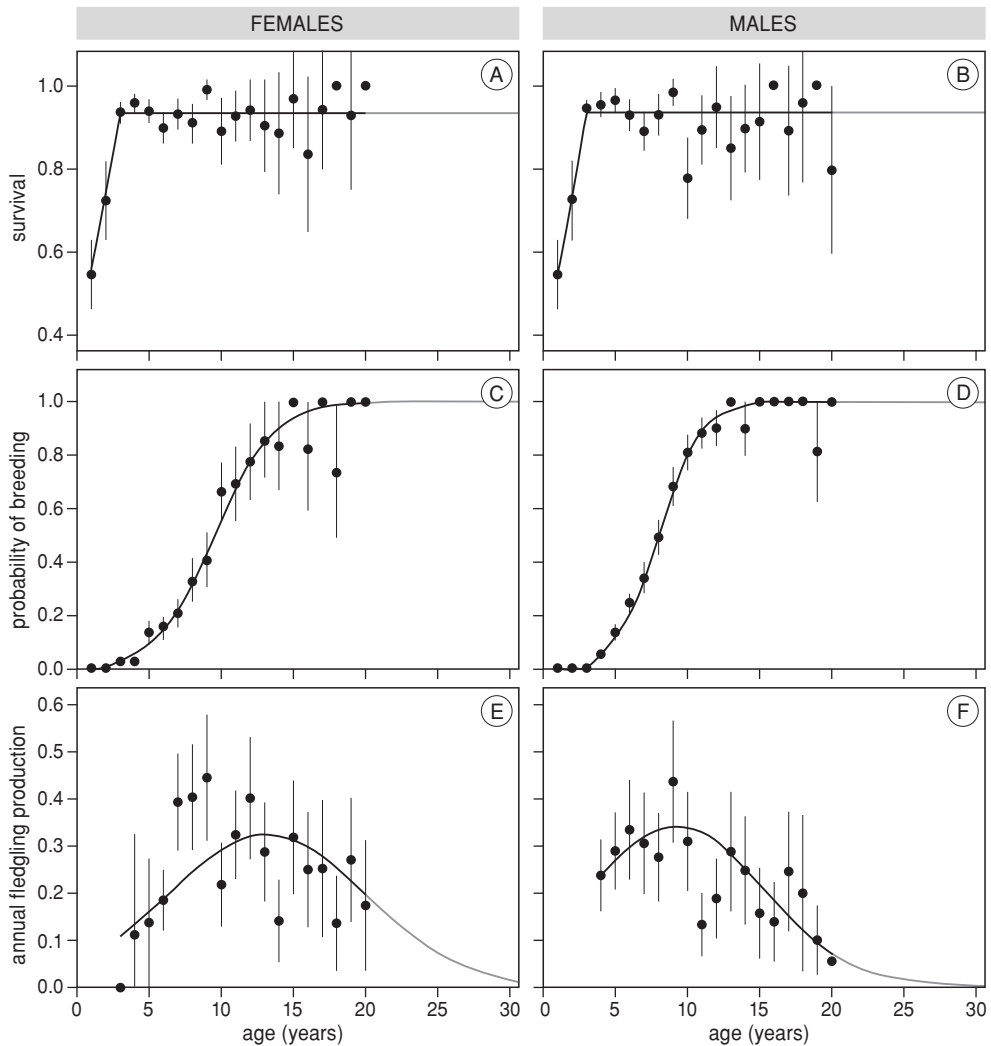 FEMALES
MALES
A
B
1.0
0.8
0.6
0.4
survival
C
D
1.0
0.8
0.6
0.4
0.2
0.0
probability of breeding
E
F
0.6
0.5
0.4
0.3
0.2
0.1
0.0
annual fledgling production
0 5 10 15 20 25 30
0 5 10 15 20 25 30
age (years)
age (years)